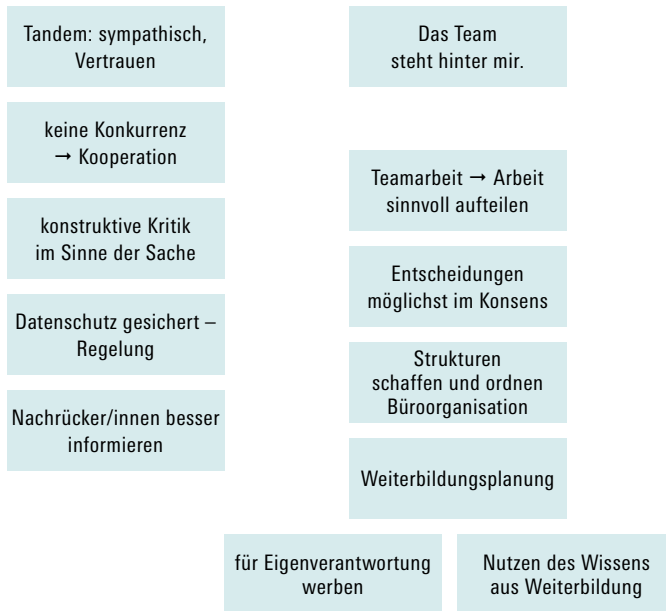 Tandem: sympathisch,
Vertrauen
keine Konkurrenz
→ Kooperation
konstruktive Kritik
im Sinne der Sache
Datenschutz gesichert –
Regelung
Nachrücker/innen besser
informieren
Das Team
steht hinter mir.
Teamarbeit → Arbeit
sinnvoll aufteilen
Entscheidungen
möglichst im Konsens
Strukturen
schaffen und ordnen
Büroorganisation
Weiterbildungsplanung
für Eigenverantwortung
werben
Nutzen des Wissens
aus Weiterbildung